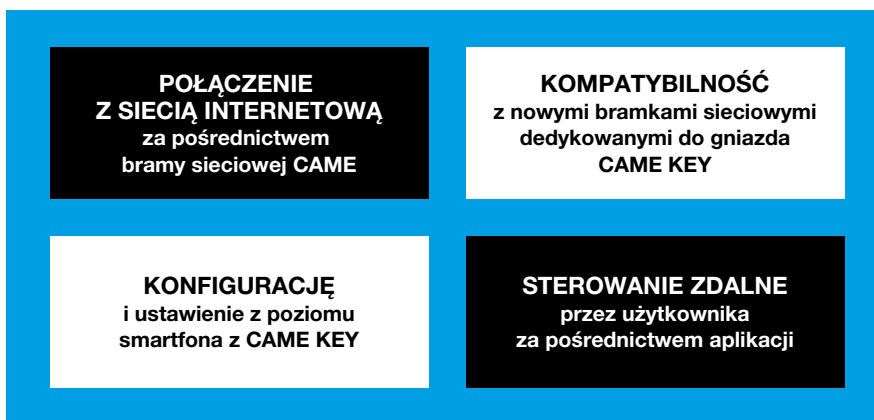 POŁĄCZENIE
Z SIECIĄ INTERNETOWĄ
za pośrednictwem
bramy sieciowej CAME
KOMPATYBILNOŚĆ
z nowymi bramkami sieciowymi
dedykowanymi do gniazda
CAME KEY
KONFIGURACJĘ
i ustawienie z poziomu
smartfona z CAME KEY
STEROWANIE ZDALNE
przez użytkownika
za pośrednictwem aplikacji